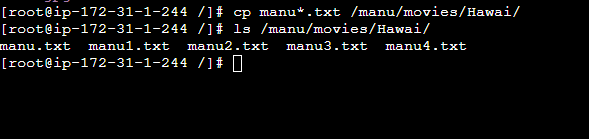 [root@ip-172-31-1-244 /]# cp manu*.txt /manu/movies/Hawai/
[root@ip-172-31-1-244 /]# ls /manu/movies/Hawai/
manu.txt  manu1.txt  manu2.txt  manu3.txt  manu4.txt
[root@ip-172-31-1-244 /]#